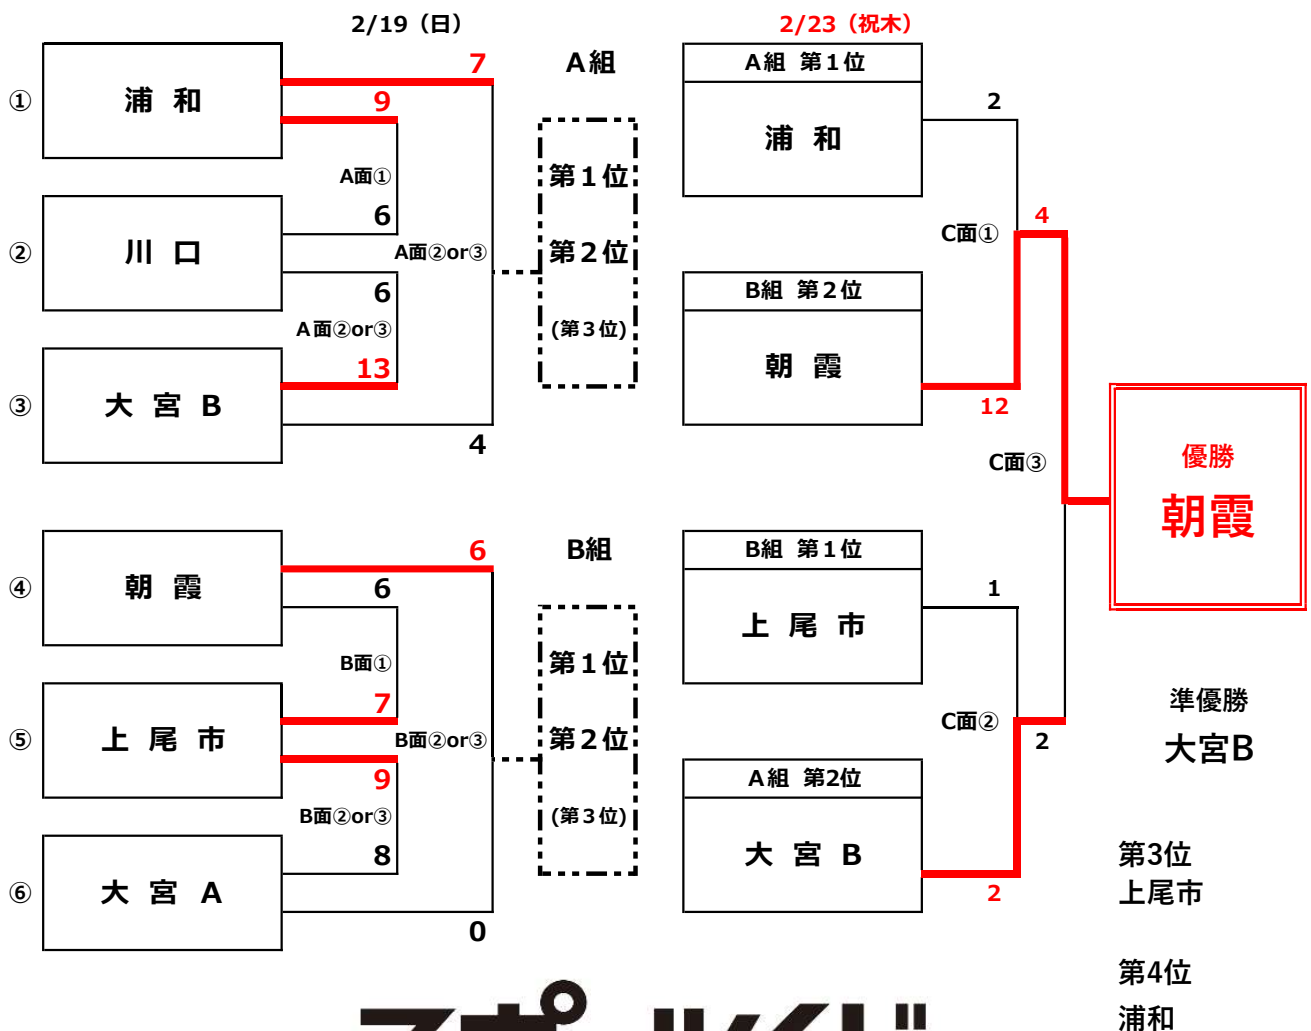 2/19（日）
7
A組
① 浦 和
9
A面①
6
② 川 口
A面②or③
6
A面②or③
13
③ 大 宮 B
4
第１位
第２位
(第３位)
6
B組
④ 朝 霞
6
B面①
7
⑤ 上 尾 市
B面②or③
9
B面②or③
8
⑥ 大 宮 A
0
第１位
第２位
(第３位)
2/23（祝木）
A組 第１位
浦 和
2
C面①
4
B組 第２位
朝 霞
12
C面③
B組 第１位
上 尾 市
1
C面②
2
A組 第2位
大 宮 B
2
優勝
朝霞
準優勝
大宮B
第3位
上尾市
第4位
浦和
スポーツくじ